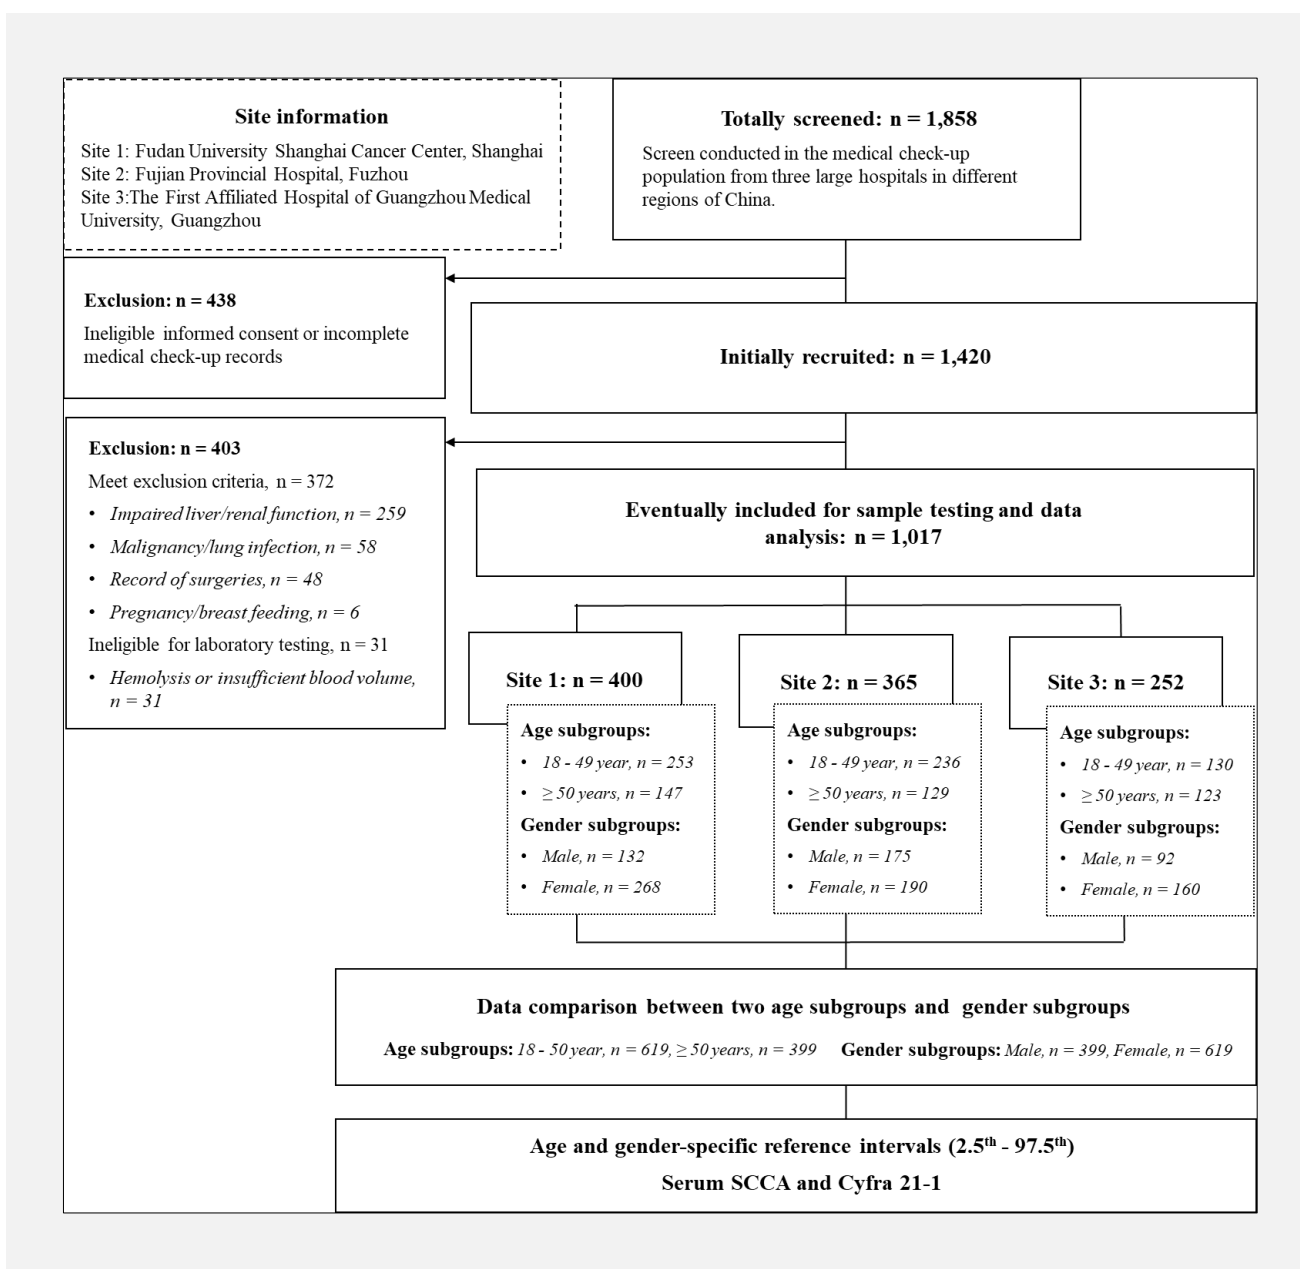 Site information
Site 1: Fudan University Shanghai Cancer Center, Shanghai
Site 2: Fujian Provincial Hospital, Fuzhou
Site 3:The First Affiliated Hospital of Guangzhou Medical
University, Guangzhou
Totally screened: n = 1,858
Screen conducted in the medical check-up
population from three large hospitals in different
regions of China.
Exclusion: n = 438
Ineligible informed consent or incomplete
medical check-up records
Initially recruited: n = 1,420
Exclusion: n = 403
Meet exclusion criteria, n = 372
• Impaired liver/renal function, n = 259
• Malignancy/lung infection, n = 58
• Record of surgeries, n = 48
• Pregnancy/breast feeding, n = 6
Ineligible for laboratory testing, n = 31
• Hemolysis or insufficient blood volume,
n = 31
Eventually included for sample testing and data
analysis: n = 1,017
Site 1: n = 400
Age subgroups:
• 18 - 49 year, n = 253
• ≥ 50 years, n = 147
Gender subgroups:
• Male, n = 132
• Female, n = 268
Site 2: n = 365
Age subgroups:
• 18 - 49 year, n = 236
• ≥ 50 years, n = 129
Gender subgroups:
• Male, n = 175
• Female, n = 190
Site 3: n = 252
Age subgroups:
• 18 - 49 year, n = 130
• ≥ 50 years, n = 123
Gender subgroups:
• Male, n = 92
• Female, n = 160
Data comparison between two age subgroups and gender subgroups
Age subgroups: 18 - 50 year, n = 619, ≥ 50 years, n = 399 Gender subgroups: Male, n = 399, Female, n = 619
Age and gender-specific reference intervals (2.5th - 97.5th)
Serum SCCA and Cyfra 21-1